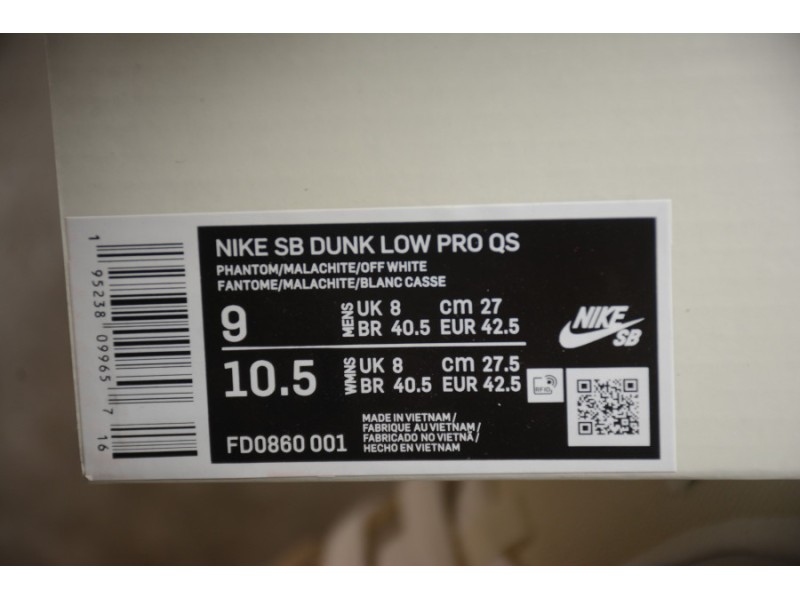 NIKE SB DUNK LOW PRO QS
PHANTOM/MALACHITE/OFF WHITE
FANTOME/MALACHITE/BLANC CASSE
9 MENS UK 8 CM 27
BR 40.5 EUR 42.5
10.5 WMNS UK 8 CM 27.5
BR 40.5 EUR 42.5
RFID
NIKE
SB
FD0860 001
MADE IN VIETNAM/
FABRIQUE AU VIETNAM/
FABRICADO NO VIETNÃ/
HECHO EN VIETNAM
1 95238 09965 7 16